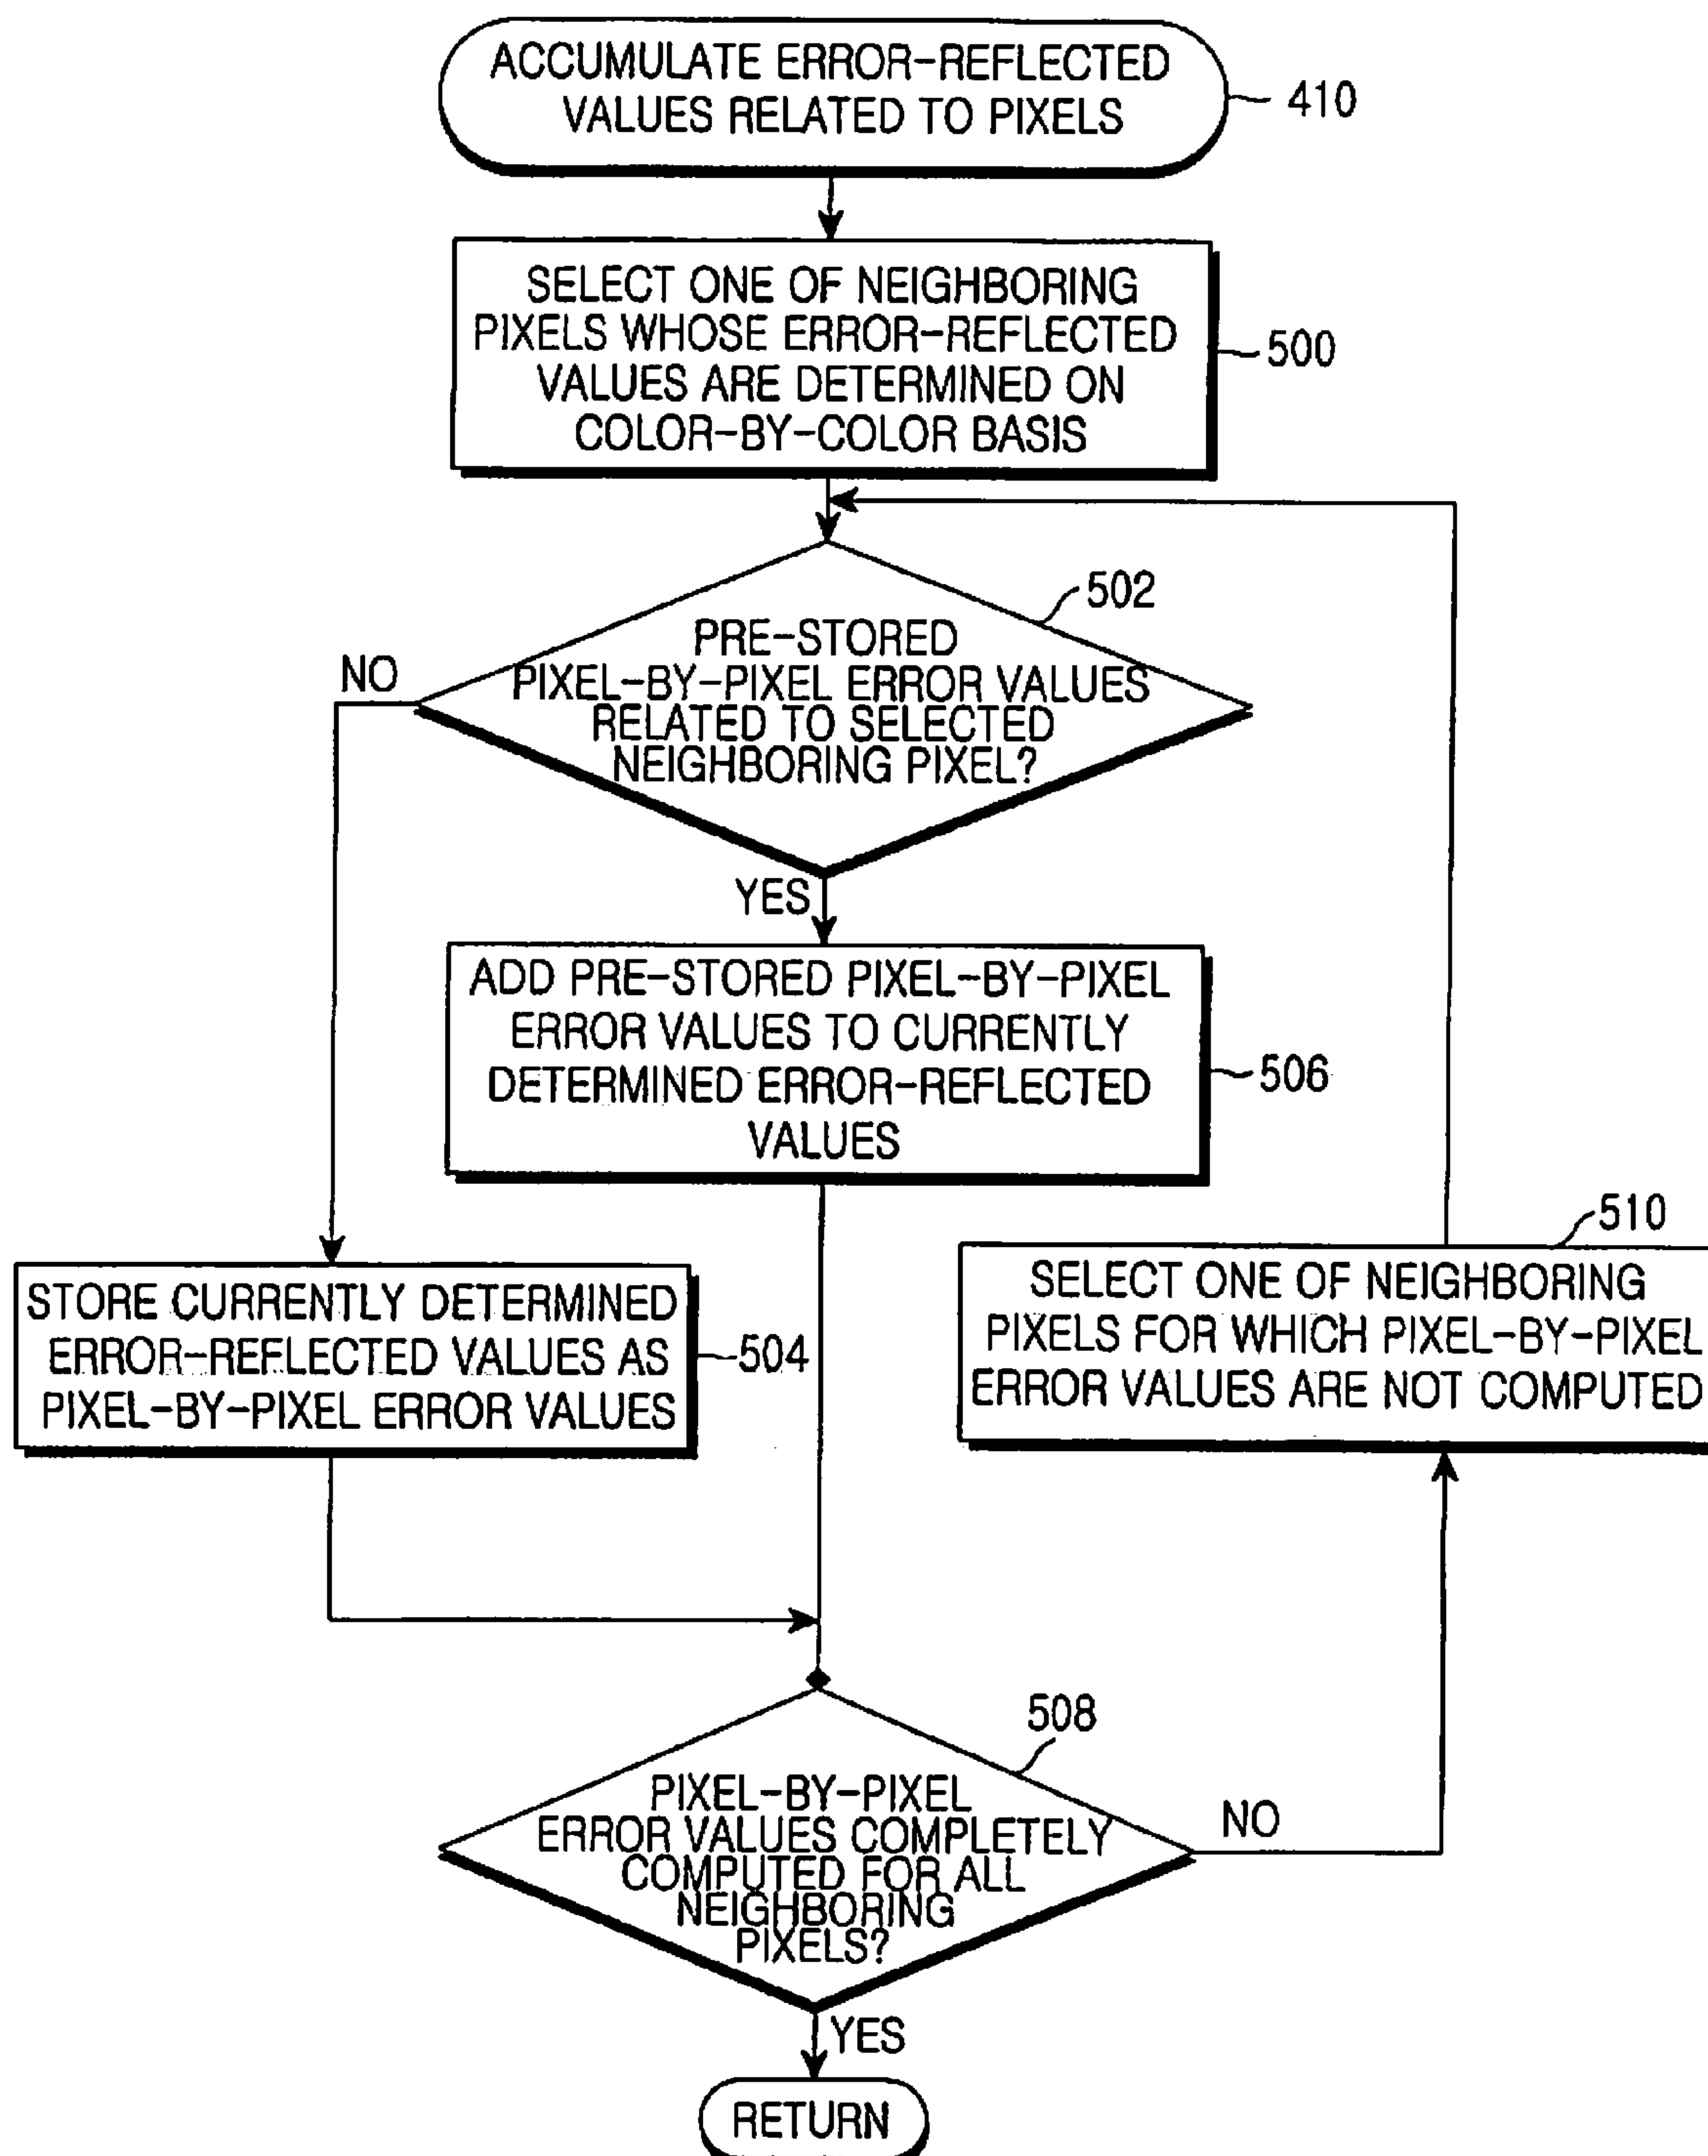 ACCUMULATE ERROR-REFLECTED
VALUES RELATED TO PIXELS
410
SELECT ONE OF NEIGHBORING
PIXELS WHOSE ERROR-REFLECTED
VALUES ARE DETERMINED ON
COLOR-BY-COLOR BASIS
500
502
PRE-STORED
PIXEL-BY-PIXEL ERROR VALUES
RELATED TO SELECTED
NEIGHBORING PIXEL?
NO
YES
ADD PRE-STORED PIXEL-BY-PIXEL
ERROR VALUES TO CURRENTLY
DETERMINED ERROR-REFLECTED
VALUES
506
STORE CURRENTLY DETERMINED
ERROR-REFLECTED VALUES AS
PIXEL-BY-PIXEL ERROR VALUES
504
510
SELECT ONE OF NEIGHBORING
PIXELS FOR WHICH PIXEL-BY-PIXEL
ERROR VALUES ARE NOT COMPUTED
508
PIXEL-BY-PIXEL
ERROR VALUES COMPLETELY
COMPUTED FOR ALL
NEIGHBORING
PIXELS?
NO
YES
RETURN